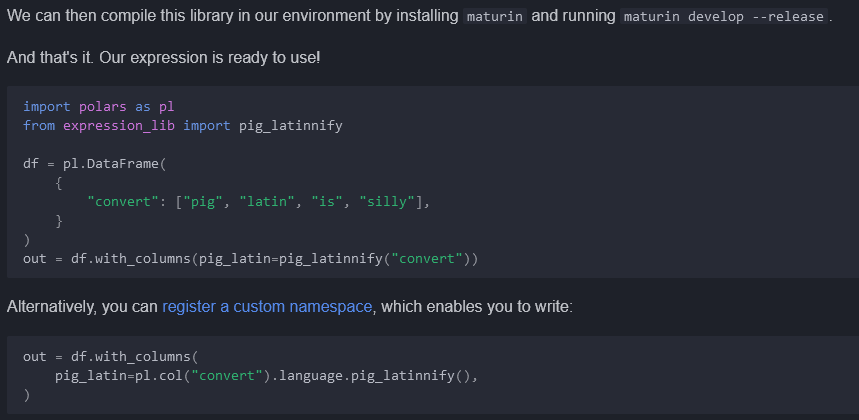 We can then compile this library in our environment by installing maturin and running maturin develop --release.
And that's it. Our expression is ready to use!
import polars as pl
from expression_lib import pig_latinnify
df = pl.DataFrame(
    {
        "convert": ["pig", "latin", "is", "silly"],
    }
)
out = df.with_columns(pig_latin=pig_latinnify("convert"))
Alternatively, you can register a custom namespace, which enables you to write:
out = df.with_columns(
    pig_latin=pl.col("convert").language.pig_latinnify(),
)